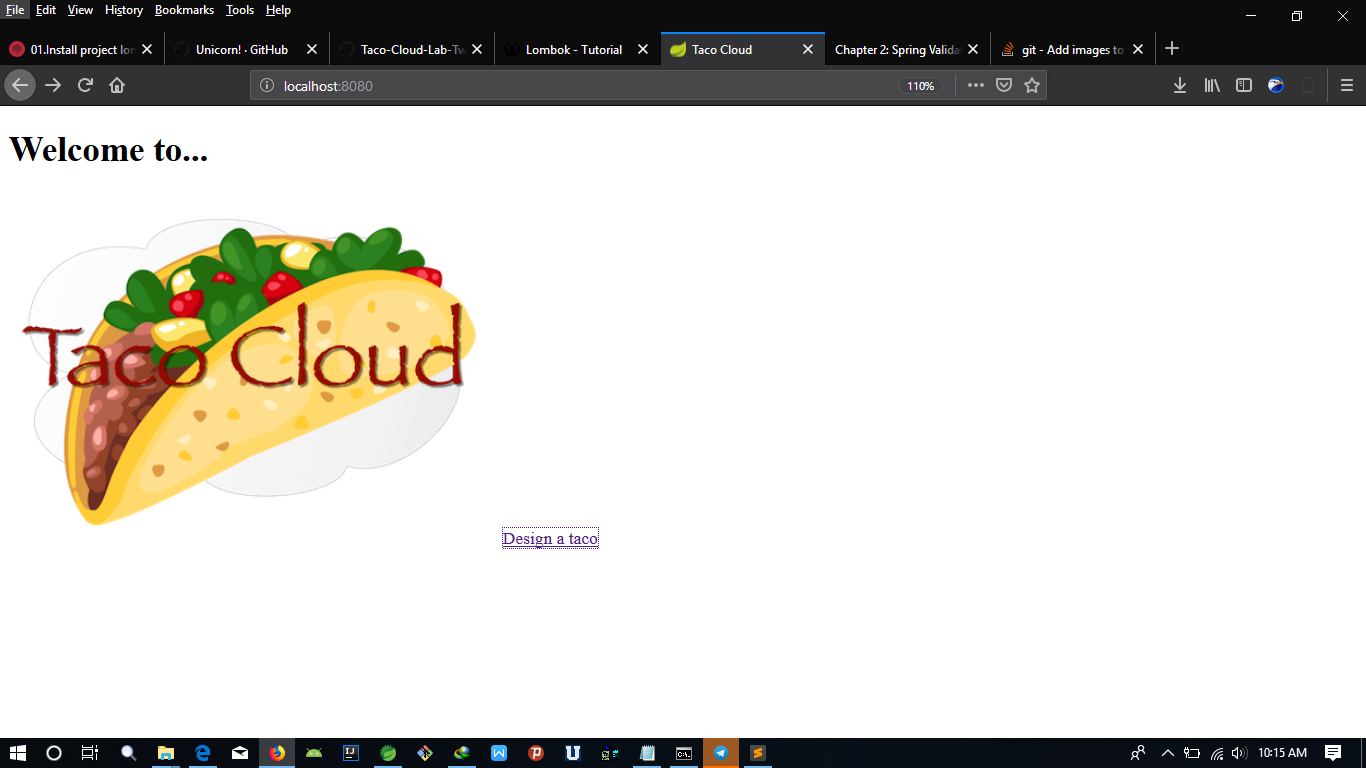 File Edit View History Bookmarks Tools Help
01.Install project lom
Unicorn! · GitHub
Taco-Cloud-Lab-Tw
Lombok - Tutorial
Taco Cloud
Chapter 2: Spring Valida
git - Add images to
localhost:8080
110%
Welcome to...
Taco Cloud
Design a taco
10:15 AM